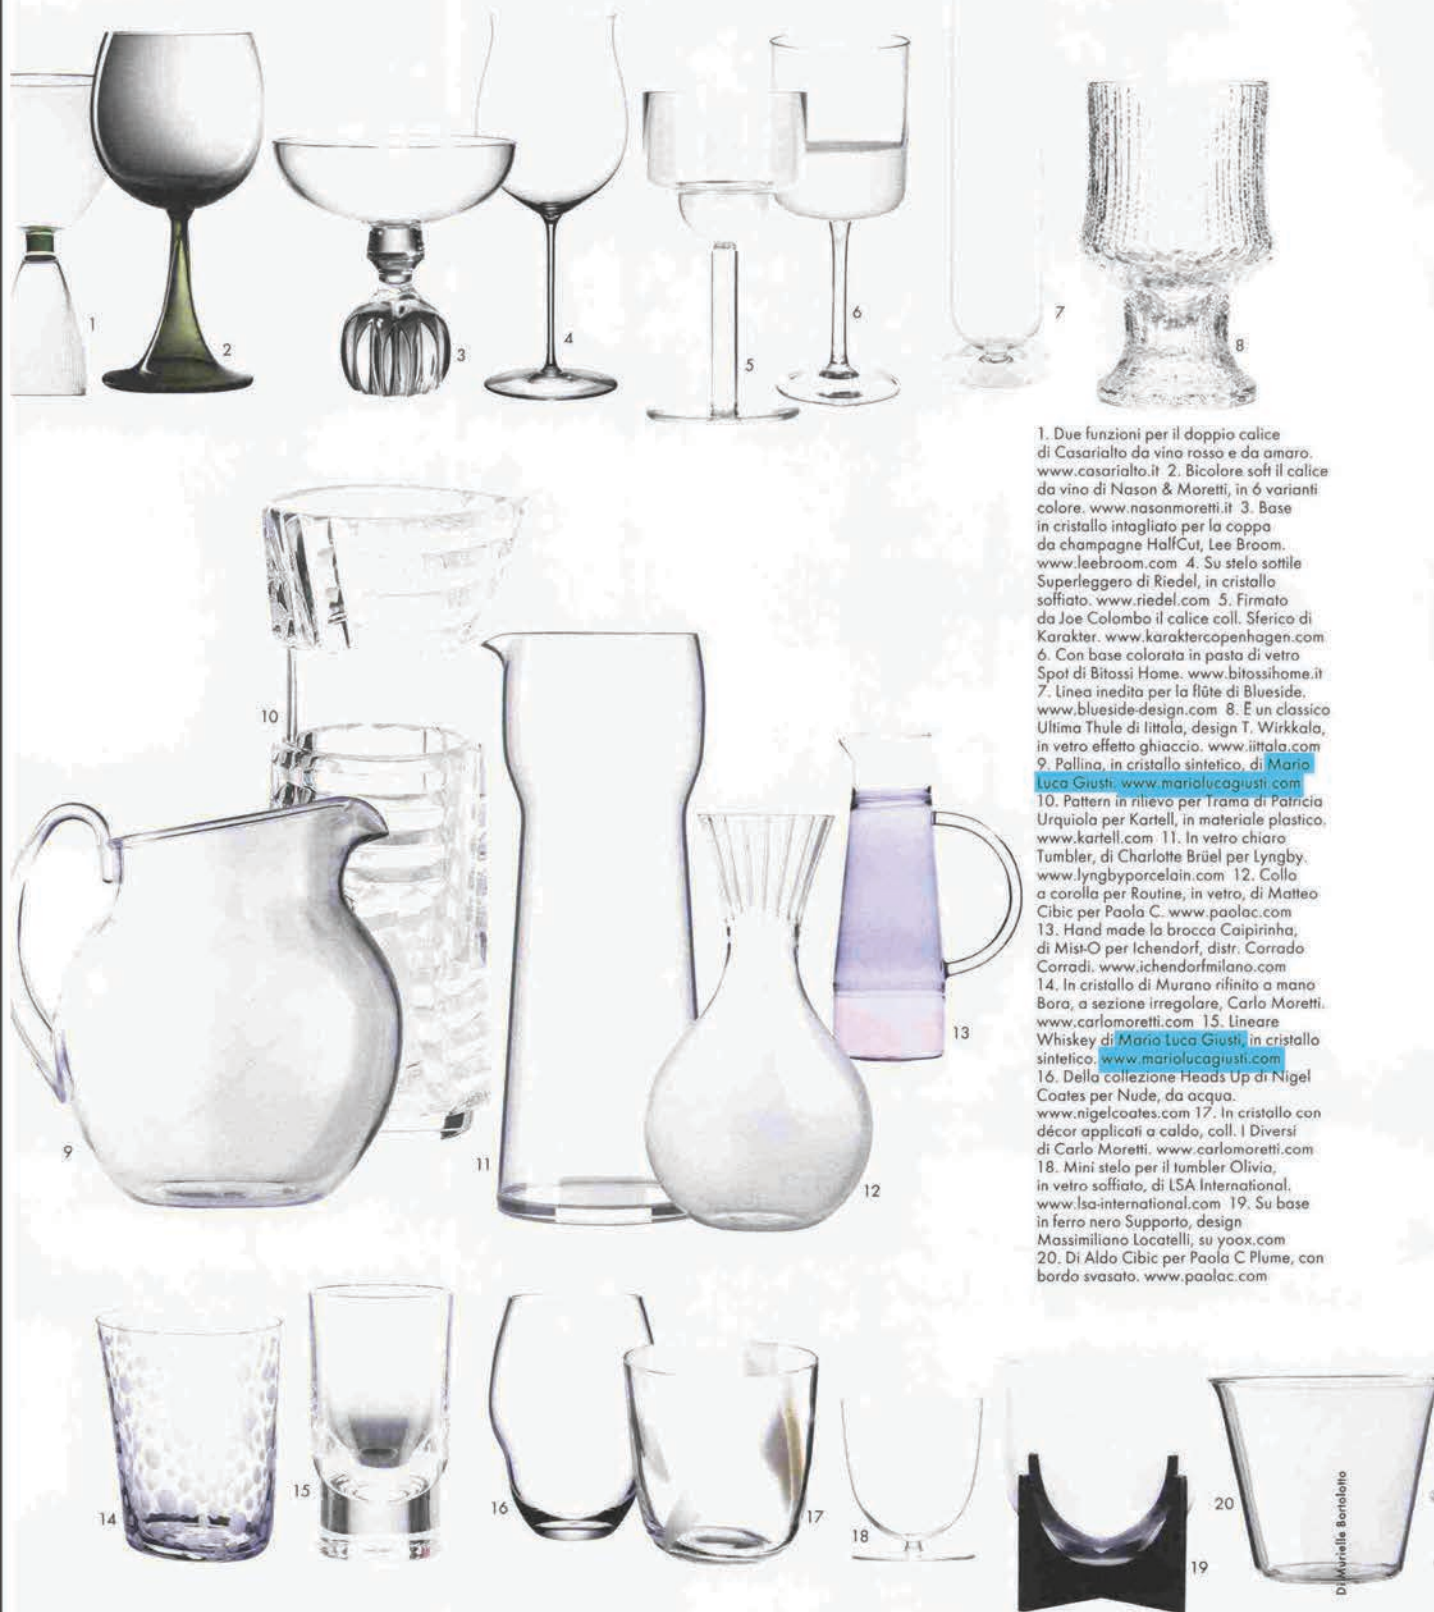 1
2
3
4
5
6
7
8
1. Due funzioni per il doppio calice
di Casarialto da vino rosso e da amaro.
www.casarialto.it 2. Bicolore soft il calice
da vino di Nason & Moretti, in 6 varianti
colore. www.nasonmoretti.it 3. Base
in cristallo intagliato per la coppa
da champagne HalfCut, Lee Broom.
www.leebroom.com 4. Su stelo sottile
Superleggero di Riedel, in cristallo
soffiato. www.riedel.com 5. Firmato
da Joe Colombo il calice coll. Sferico di
Karakter. www.karaktercopenhagen.com
6. Con base colorata in pasta di vetro
Spot di Bitossi Home. www.bitossihome.it
7. Linea inedita per la flûte di Blueside.
www.blueside-design.com 8. È un classico
Ultima Thule di Iittala, design T. Wirkkala,
in vetro effetto ghiaccio. www.iittala.com
9. Pallina, in cristallo sintetico, di Mario
Luca Giusti. www.mariolucagiusti.com
10. Pattern in rilievo per Trama di Patricia
Urquiola per Kartell, in materiale plastico.
www.kartell.com 11. In vetro chiaro
Tumbler, di Charlotte Brüel per Lyngby.
www.lyngbyporcelain.com 12. Collo
a corolla per Routine, in vetro, di Matteo
Cibic per Paola C. www.paolac.com
13. Hand made la brocca Caipirinha,
di Mist-O per Ichendorf, distr. Corrado
Corradi. www.ichendorfmilano.com
14. In cristallo di Murano rifinito a mano
Bora, a sezione irregolare, Carlo Moretti.
www.carlomoretti.com 15. Lineare
Whiskey di Mario Luca Giusti, in cristallo
sintetico. www.mariolucagiusti.com
16. Della collezione Heads Up di Nigel
Coates per Nude, da acqua.
www.nigelcoates.com 17. In cristallo con
décor applicati a caldo, coll. I Diversi
di Carlo Moretti. www.carlomoretti.com
18. Mini stelo per il tumbler Olivia,
in vetro soffiato, di LSA International.
www.lsa-international.com 19. Su base
in ferro nero Supporto, design
Massimiliano Locatelli, su yoox.com
20. Di Aldo Cibic per Paola C Plume, con
bordo svasato. www.paolac.com
10
13
9
11
12
14
15
16
17
18
19
20
Di Murielle Bortolotto